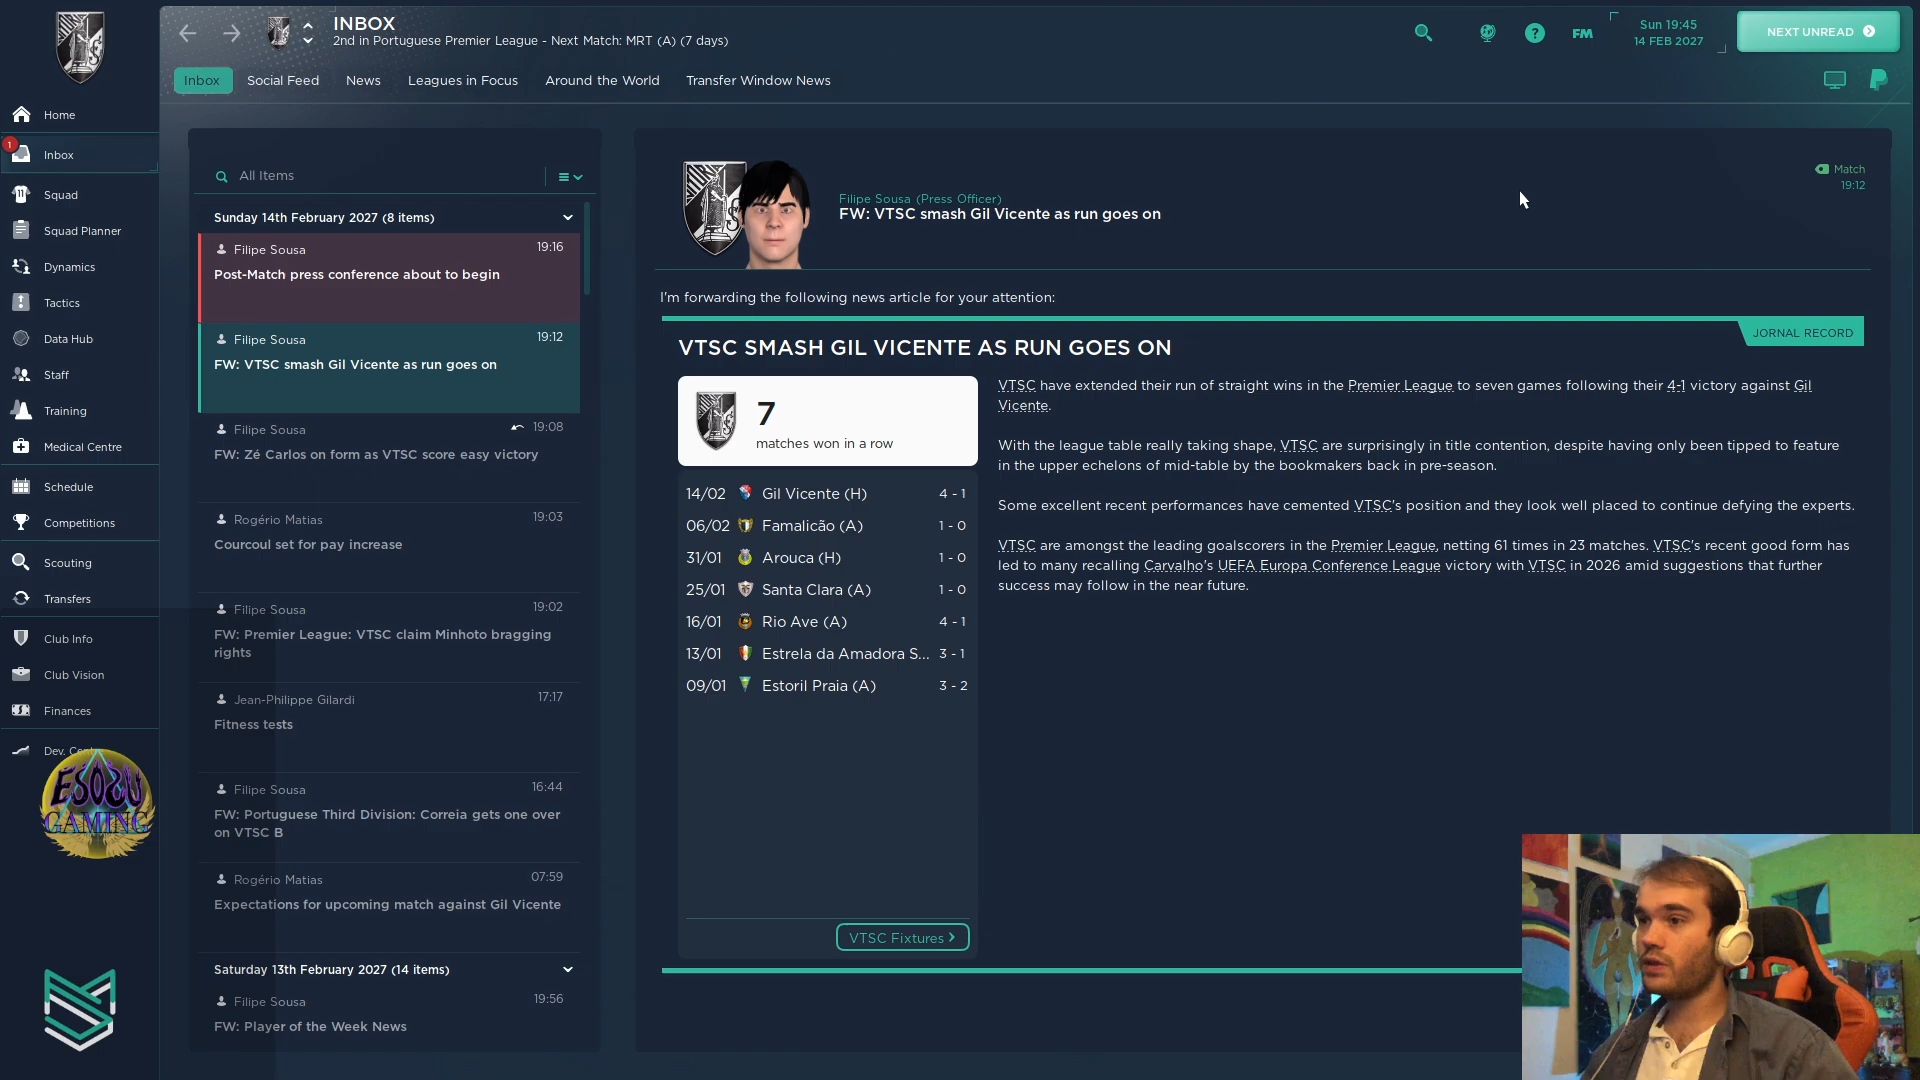 INBOX
2nd in Portuguese Premier League - Next Match: MRT (A) (7 days)
?
FM
Sun 19:45
14 FEB 2027
NEXT UNREAD
Inbox
Social Feed
News
Leagues in Focus
Around the World
Transfer Window News
Home
1
Inbox
Squad
Squad Planner
Dynamics
Tactics
Data Hub
Staff
Training
Medical Centre
Schedule
Competitions
Scouting
Transfers
Club Info
Club Vision
Finances
Dev. Cent
ESOZU
GAMING
All Items
Sunday 14th February 2027 (8 items)
Filipe Sousa 19:16
Post-Match press conference about to begin
Filipe Sousa 19:12
FW: VTSC smash Gil Vicente as run goes on
Filipe Sousa 19:08
FW: Zé Carlos on form as VTSC score easy victory
Rogério Matias 19:03
Courcoul set for pay increase
Filipe Sousa 19:02
FW: Premier League: VTSC claim Minhoto bragging
rights
Jean-Philippe Gilardi 17:17
Fitness tests
Filipe Sousa 16:44
FW: Portuguese Third Division: Correia gets one over
on VTSC B
Rogério Matias 07:59
Expectations for upcoming match against Gil Vicente
Saturday 13th February 2027 (14 items)
Filipe Sousa 19:56
FW: Player of the Week News
Filipe Sousa (Press Officer)
FW: VTSC smash Gil Vicente as run goes on
Match
19:12
I'm forwarding the following news article for your attention:
JORNAL RECORD
VTSC SMASH GIL VICENTE AS RUN GOES ON
7
matches won in a row
14/02 Gil Vicente (H) 4 - 1
06/02 Famalicão (A) 1 - 0
31/01 Arouca (H) 1 - 0
25/01 Santa Clara (A) 1 - 0
16/01 Rio Ave (A) 4 - 1
13/01 Estrela da Amadora S... 3 - 1
09/01 Estoril Praia (A) 3 - 2
VTSC Fixtures
VTSC have extended their run of straight wins in the Premier League to seven games following their 4-1 victory against Gil
Vicente.
With the league table really taking shape, VTSC are surprisingly in title contention, despite having only been tipped to feature
in the upper echelons of mid-table by the bookmakers back in pre-season.
Some excellent recent performances have cemented VTSC's position and they look well placed to continue defying the experts.
VTSC are amongst the leading goalscorers in the Premier League, netting 61 times in 23 matches. VTSC's recent good form has
led to many recalling Carvalho's UEFA Europa Conference League victory with VTSC in 2026 amid suggestions that further
success may follow in the near future.